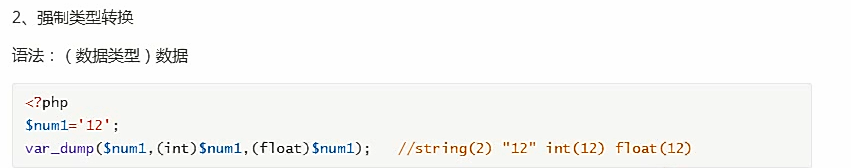 2、强制类型转换
语法：（数据类型）数据
<?php
$num1='12';
var_dump($num1,(int)$num1,(float)$num1);   //string(2) "12" int(12) float(12)